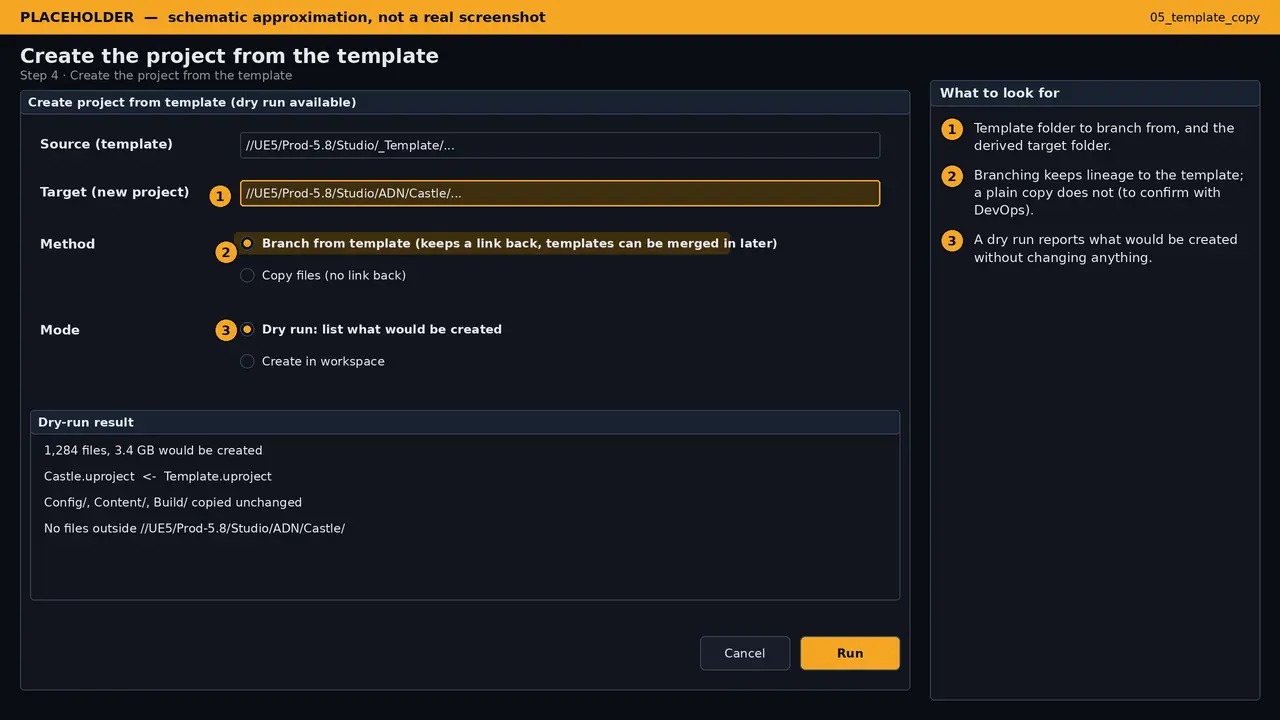 PLACEHOLDER — schematic approximation, not a real screenshot
05_template_copy
Create the project from the template
Step 4 · Create the project from the template
Create project from template (dry run available)
Source (template)
//UE5/Prod-5.8/Studio/_Template/...
Target (new project)
1
//UE5/Prod-5.8/Studio/ADN/Castle/...
Method
2
Branch from template (keeps a link back, templates can be merged in later)
Copy files (no link back)
Mode
3
Dry run: list what would be created
Create in workspace
Dry-run result
1,284 files, 3.4 GB would be created
Castle.uproject <- Template.uproject
Config/, Content/, Build/ copied unchanged
No files outside //UE5/Prod-5.8/Studio/ADN/Castle/
Cancel
Run
What to look for
1
Template folder to branch from, and the
derived target folder.
2
Branching keeps lineage to the template;
a plain copy does not (to confirm with
DevOps).
3
A dry run reports what would be created
without changing anything.